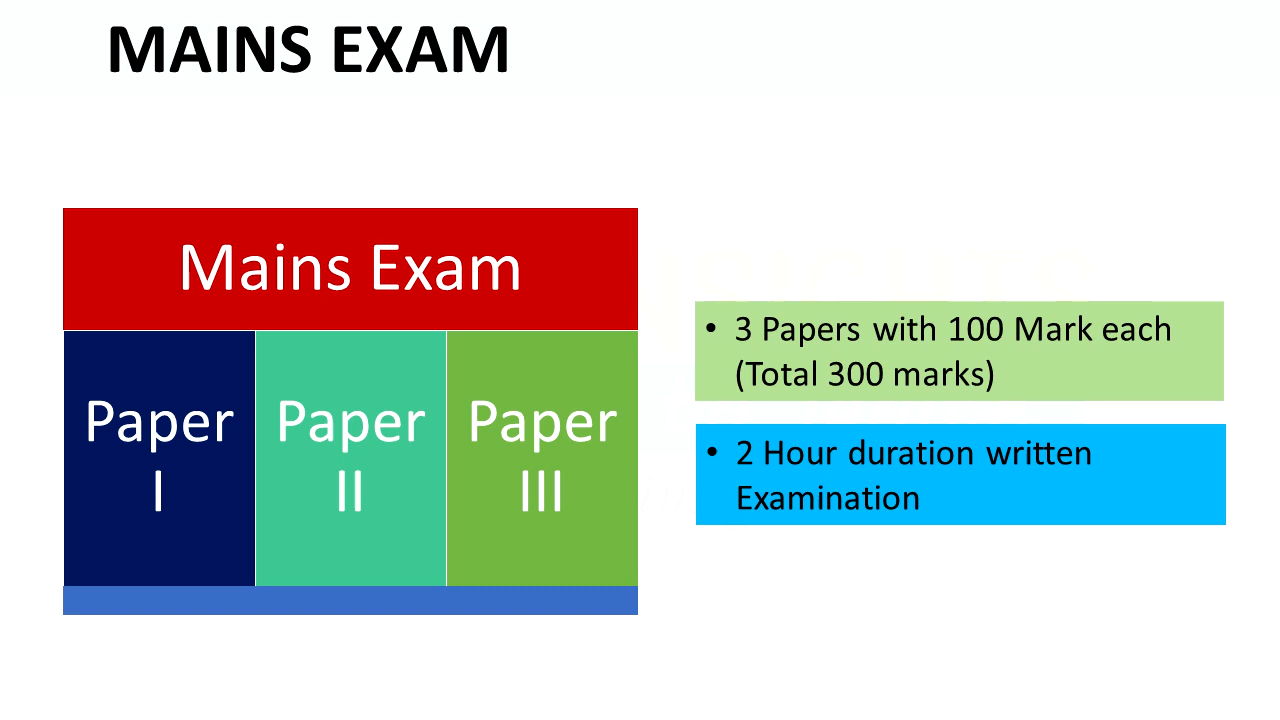 MAINS EXAM
Mains Exam
Paper
I
Paper
II
Paper
III
• 3 Papers with 100 Mark each
(Total 300 marks)
• 2 Hour duration written
Examination